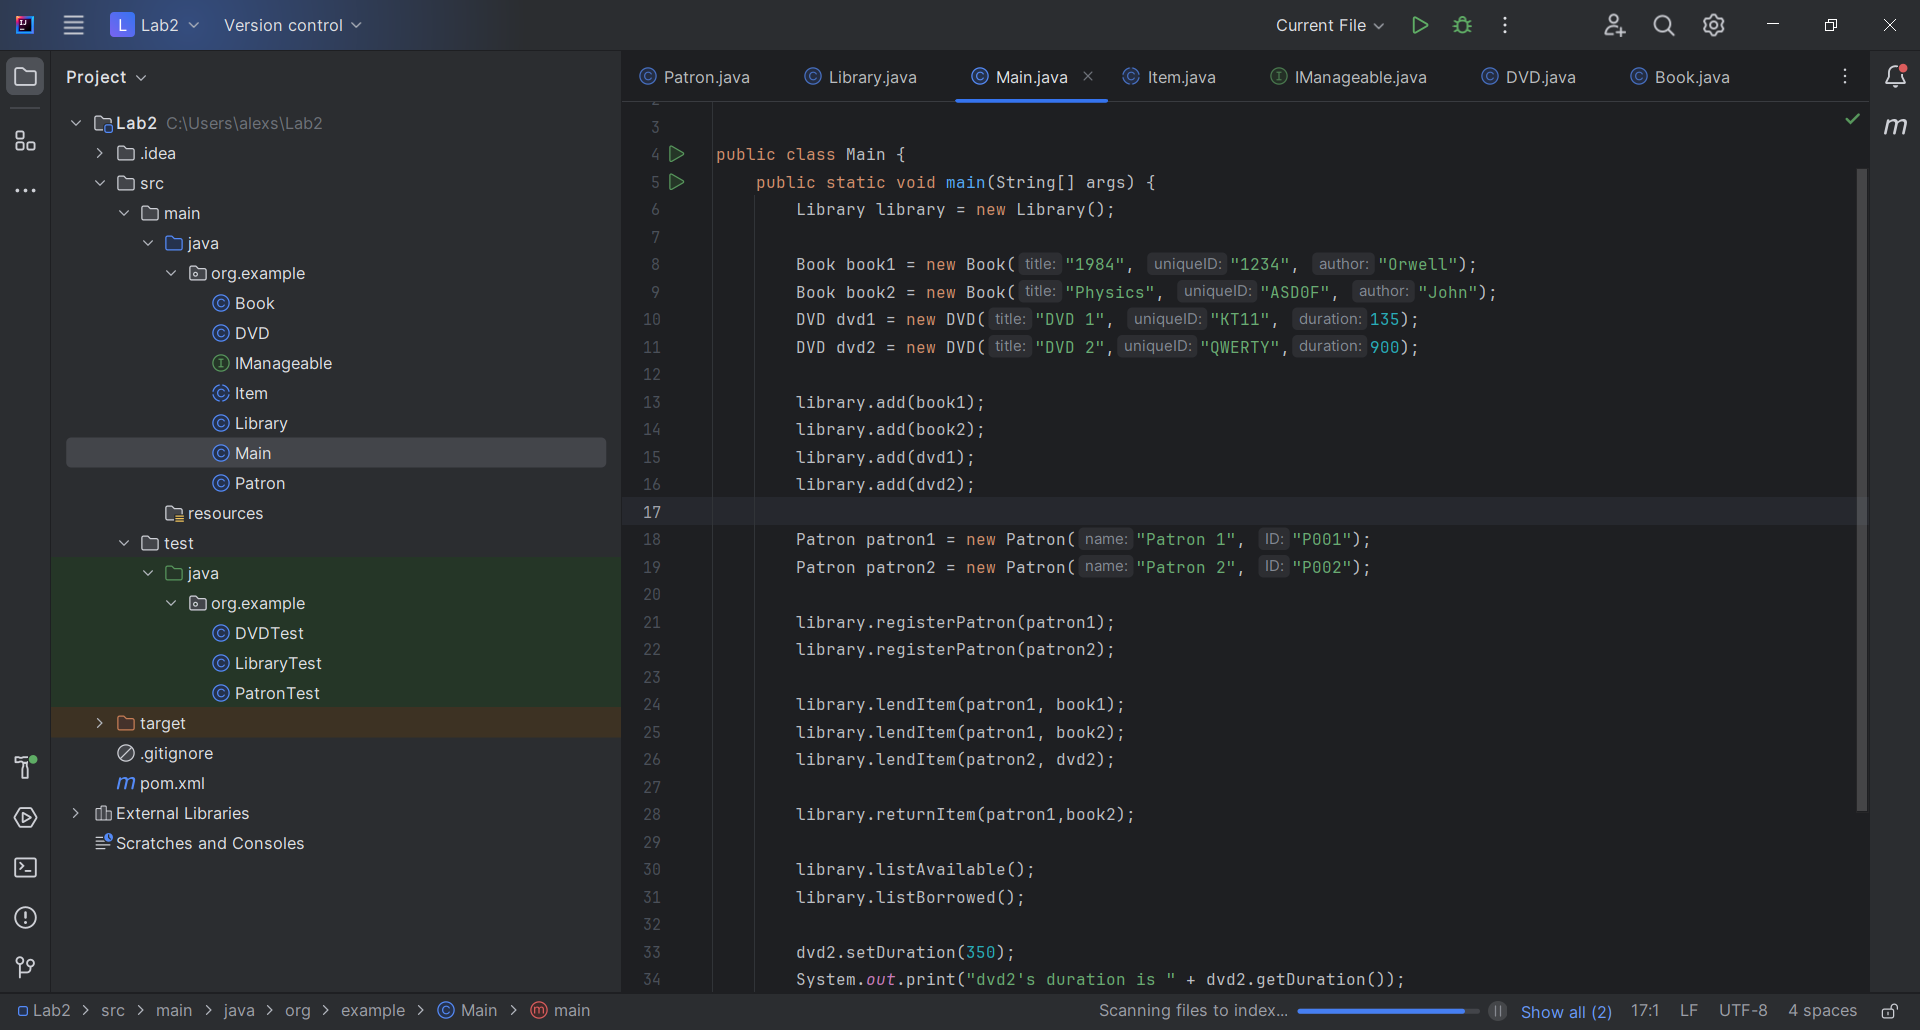 L Lab2 Version control Current File
Project
Lab2 C:\Users\alexs\Lab2
.idea
src
main
java
org.example
Book
DVD
IManageable
Item
Library
Main
Patron
resources
test
java
org.example
DVDTest
LibraryTest
PatronTest
target
.gitignore
m pom.xml
External Libraries
Scratches and Consoles
Patron.java Library.java Main.java Item.java IManageable.java DVD.java Book.java
m
3
4 public class Main {
5 public static void main(String[] args) {
6 Library library = new Library();
7
8 Book book1 = new Book( title: "1984", uniqueID: "1234", author: "Orwell");
9 Book book2 = new Book( title: "Physics", uniqueID: "ASD0F", author: "John");
10 DVD dvd1 = new DVD( title: "DVD 1", uniqueID: "KT11", duration: 135);
11 DVD dvd2 = new DVD( title: "DVD 2", uniqueID: "QWERTY", duration: 900);
12
13 library.add(book1);
14 library.add(book2);
15 library.add(dvd1);
16 library.add(dvd2);
17
18 Patron patron1 = new Patron( name: "Patron 1", ID: "P001");
19 Patron patron2 = new Patron( name: "Patron 2", ID: "P002");
20
21 library.registerPatron(patron1);
22 library.registerPatron(patron2);
23
24 library.lendItem(patron1, book1);
25 library.lendItem(patron1, book2);
26 library.lendItem(patron2, dvd2);
27
28 library.returnItem(patron1,book2);
29
30 library.listAvailable();
31 library.listBorrowed();
32
33 dvd2.setDuration(350);
34 System.out.print("dvd2's duration is " + dvd2.getDuration());
Lab2 > src > main > java > org > example > Main > main Scanning files to index... Show all (2) 17:1 LF UTF-8 4 spaces